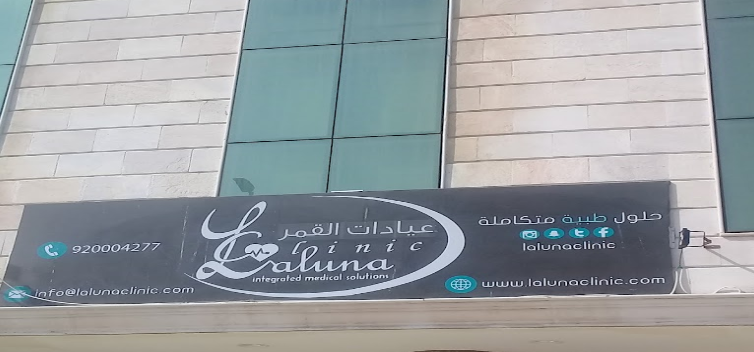 عيادات القمر
Clinic
Laluna
integrated medical solutions
حلول طبية متكاملة
lalunaclinic
www.lalunaclinic.com
920004277
info@lalunaclinic.com